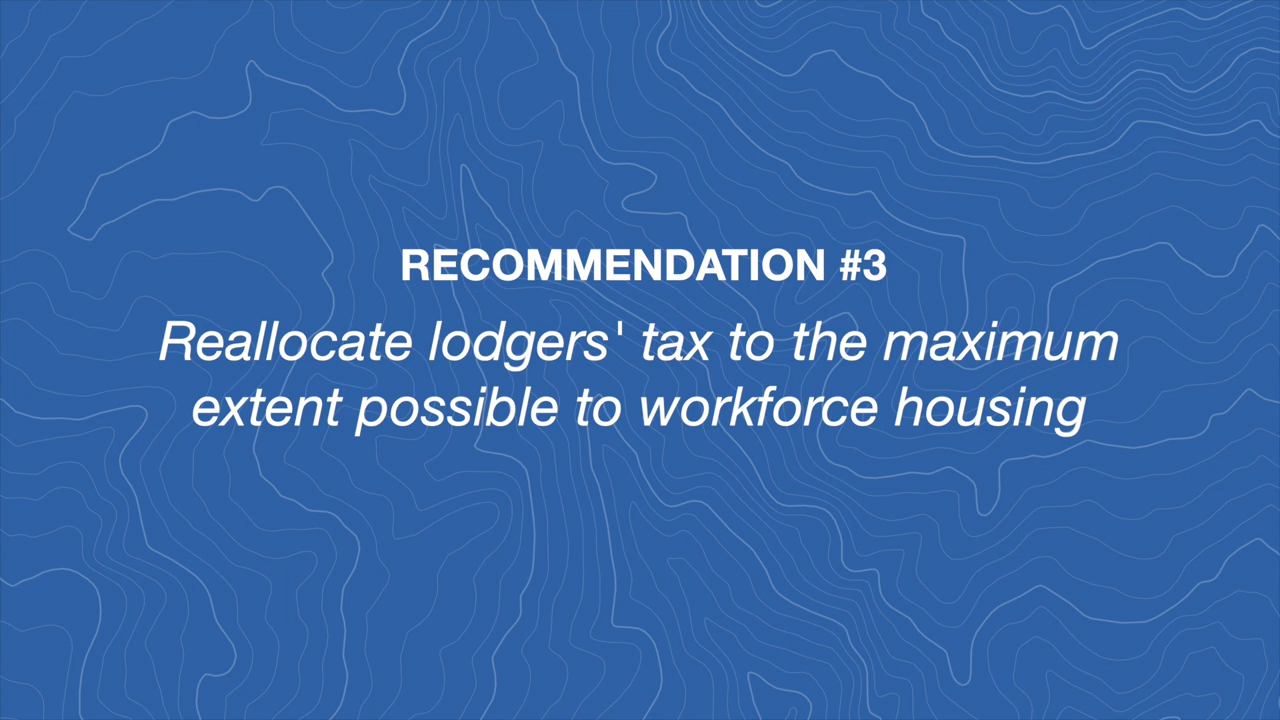 RECOMMENDATION #3
Reallocate lodgers' tax to the maximum
extent possible to workforce housing